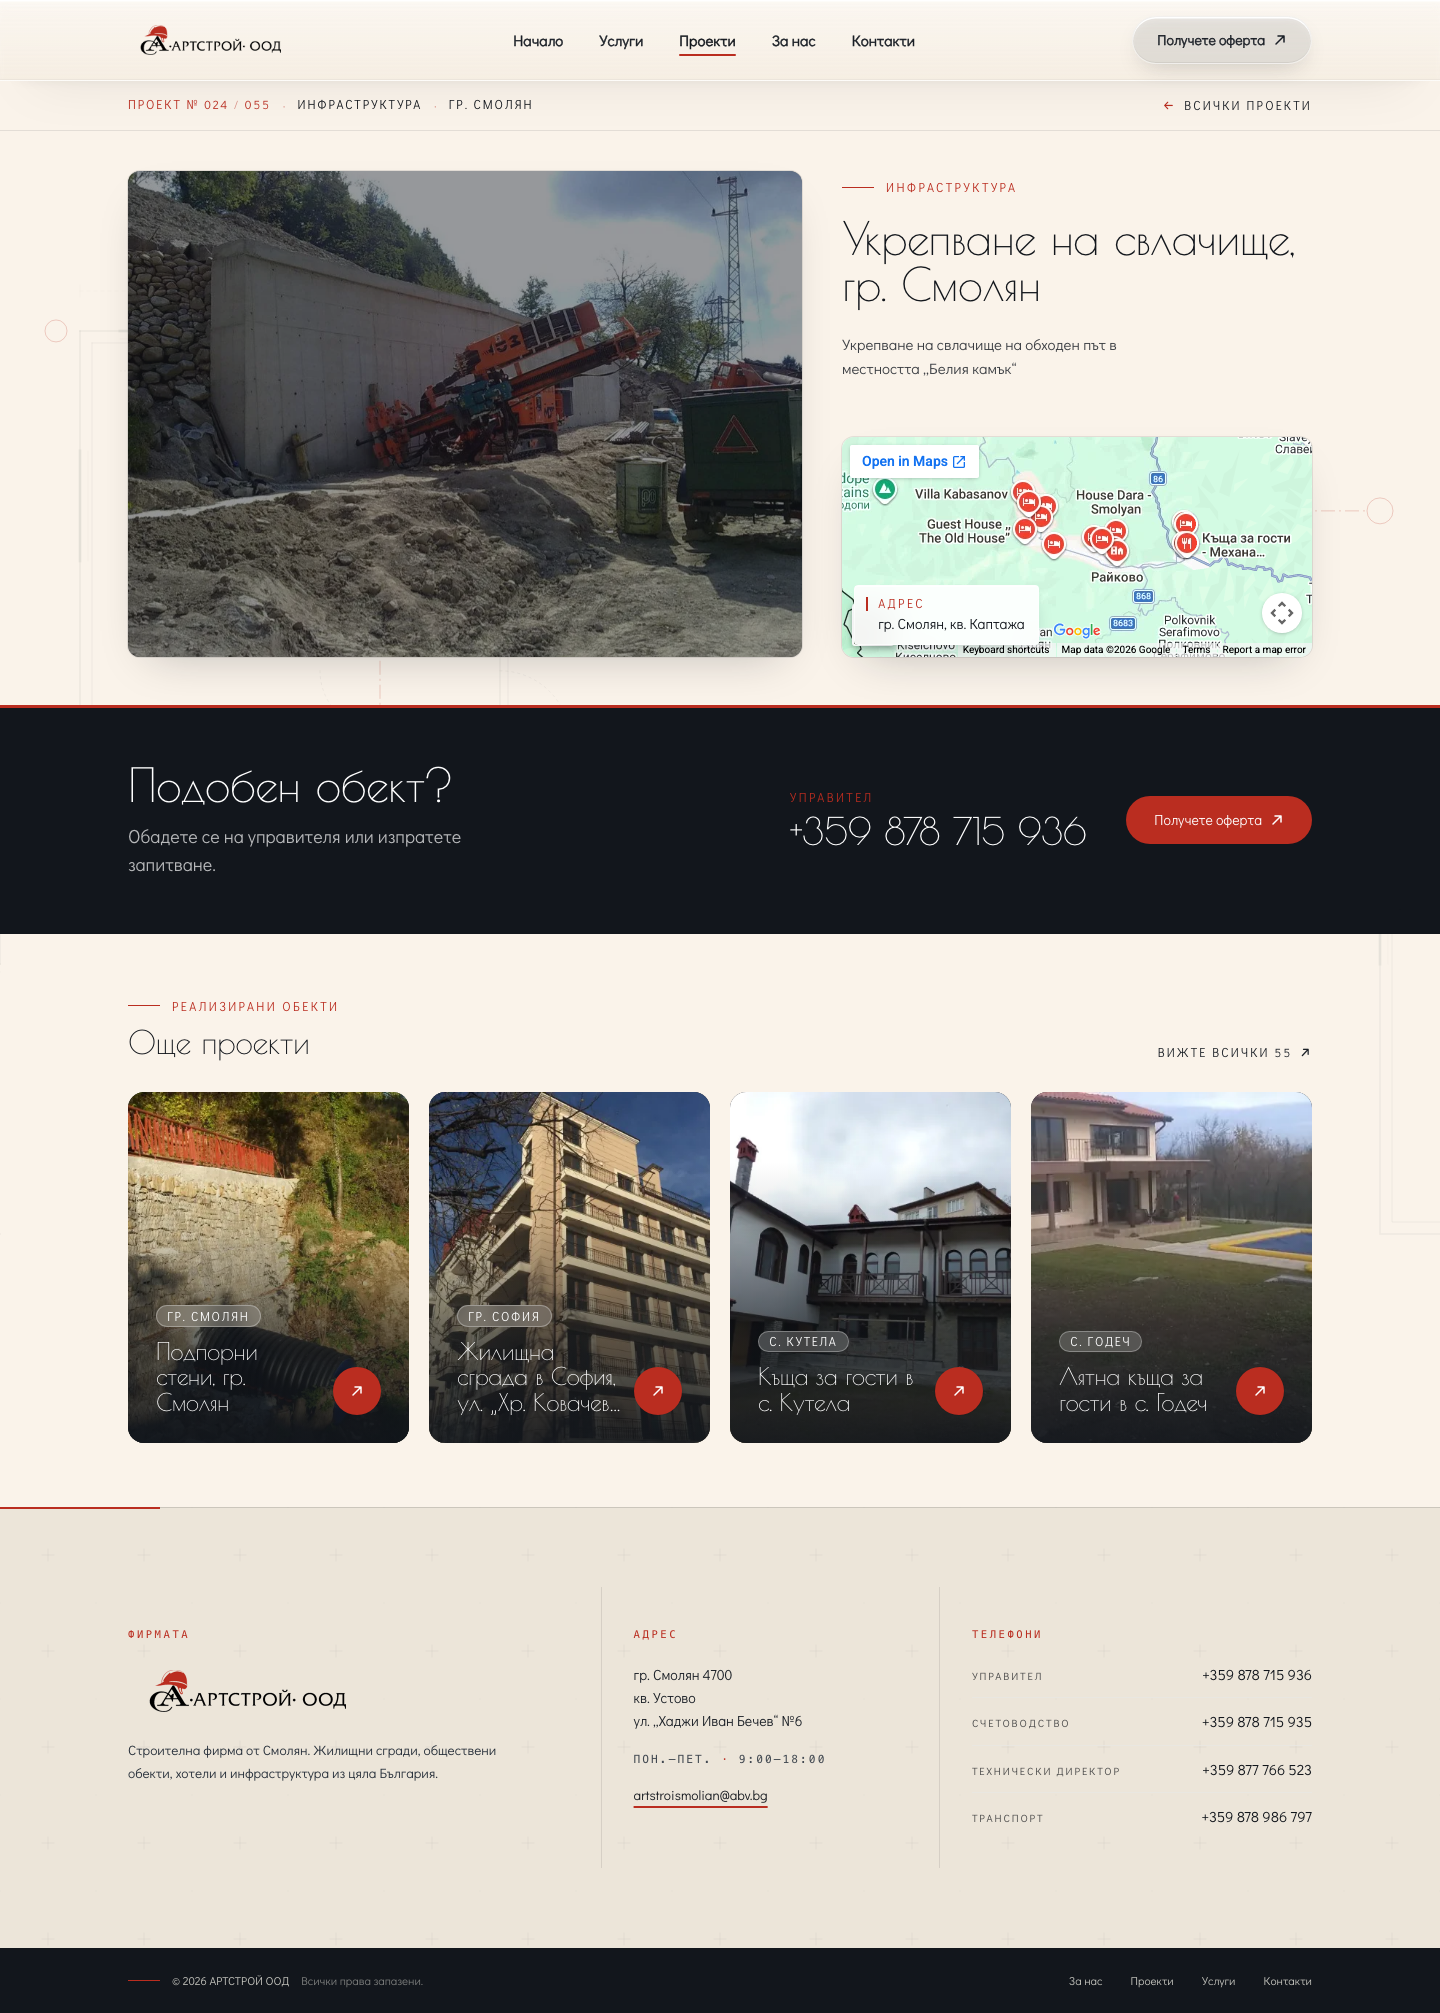 А·АРТСТРОЙ· ООД
Начало
Услуги
Проекти
За нас
Контакти
Получете оферта
ПРОЕКТ № 024 / 055 · ИНФРАСТРУКТУРА · ГР. СМОЛЯН
← ВСИЧКИ ПРОЕКТИ
ИНФРАСТРУКТУРА
Укрепване на свлачище,
гр. Смолян
Укрепване на свлачище на обходен път в
местността „Белия камък“
Open in Maps
Славей
86
Villa Kabasanov
House Dara -
Smolyan
Guest House „
The Old House"
Къща за гости
- Механа...
Райково
868
8683
Polkovnik
Serafimovo
АДРЕС
гр. Смолян, кв. Каптажа
Google
Keyboard shortcuts
Map data ©2026 Google
Terms
Report a map error
Подобен обект?
Обадете се на управителя или изпратете
запитване.
УПРАВИТЕЛ
+359 878 715 936
Получете оферта
РЕАЛИЗИРАНИ ОБЕКТИ
Още проекти
ВИЖТЕ ВСИЧКИ 55
ГР. СМОЛЯН
Подпорни
стени, гр.
Смолян
ГР. СОФИЯ
Жилищна
сграда в София,
ул. „Хр. Ковачев...
С. КУТЕЛА
Къща за гости в
с. Кутела
С. ГОДЕЧ
Лятна къща за
гости в с. Годеч
ФИРМАТА
А·АРТСТРОЙ· ООД
Строителна фирма от Смолян. Жилищни сгради, обществени
обекти, хотели и инфраструктура из цяла България.
АДРЕС
гр. Смолян 4700
кв. Устово
ул. „Хаджи Иван Бечев“ №6
ПОН.—ПЕТ. · 9:00—18:00
artstroismolian@abv.bg
ТЕЛЕФОНИ
УПРАВИТЕЛ +359 878 715 936
СЧЕТОВОДСТВО +359 878 715 935
ТЕХНИЧЕСКИ ДИРЕКТОР +359 877 766 523
ТРАНСПОРТ +359 878 986 797
© 2026 АРТСТРОЙ ООД Всички права запазени.
За нас
Проекти
Услуги
Контакти